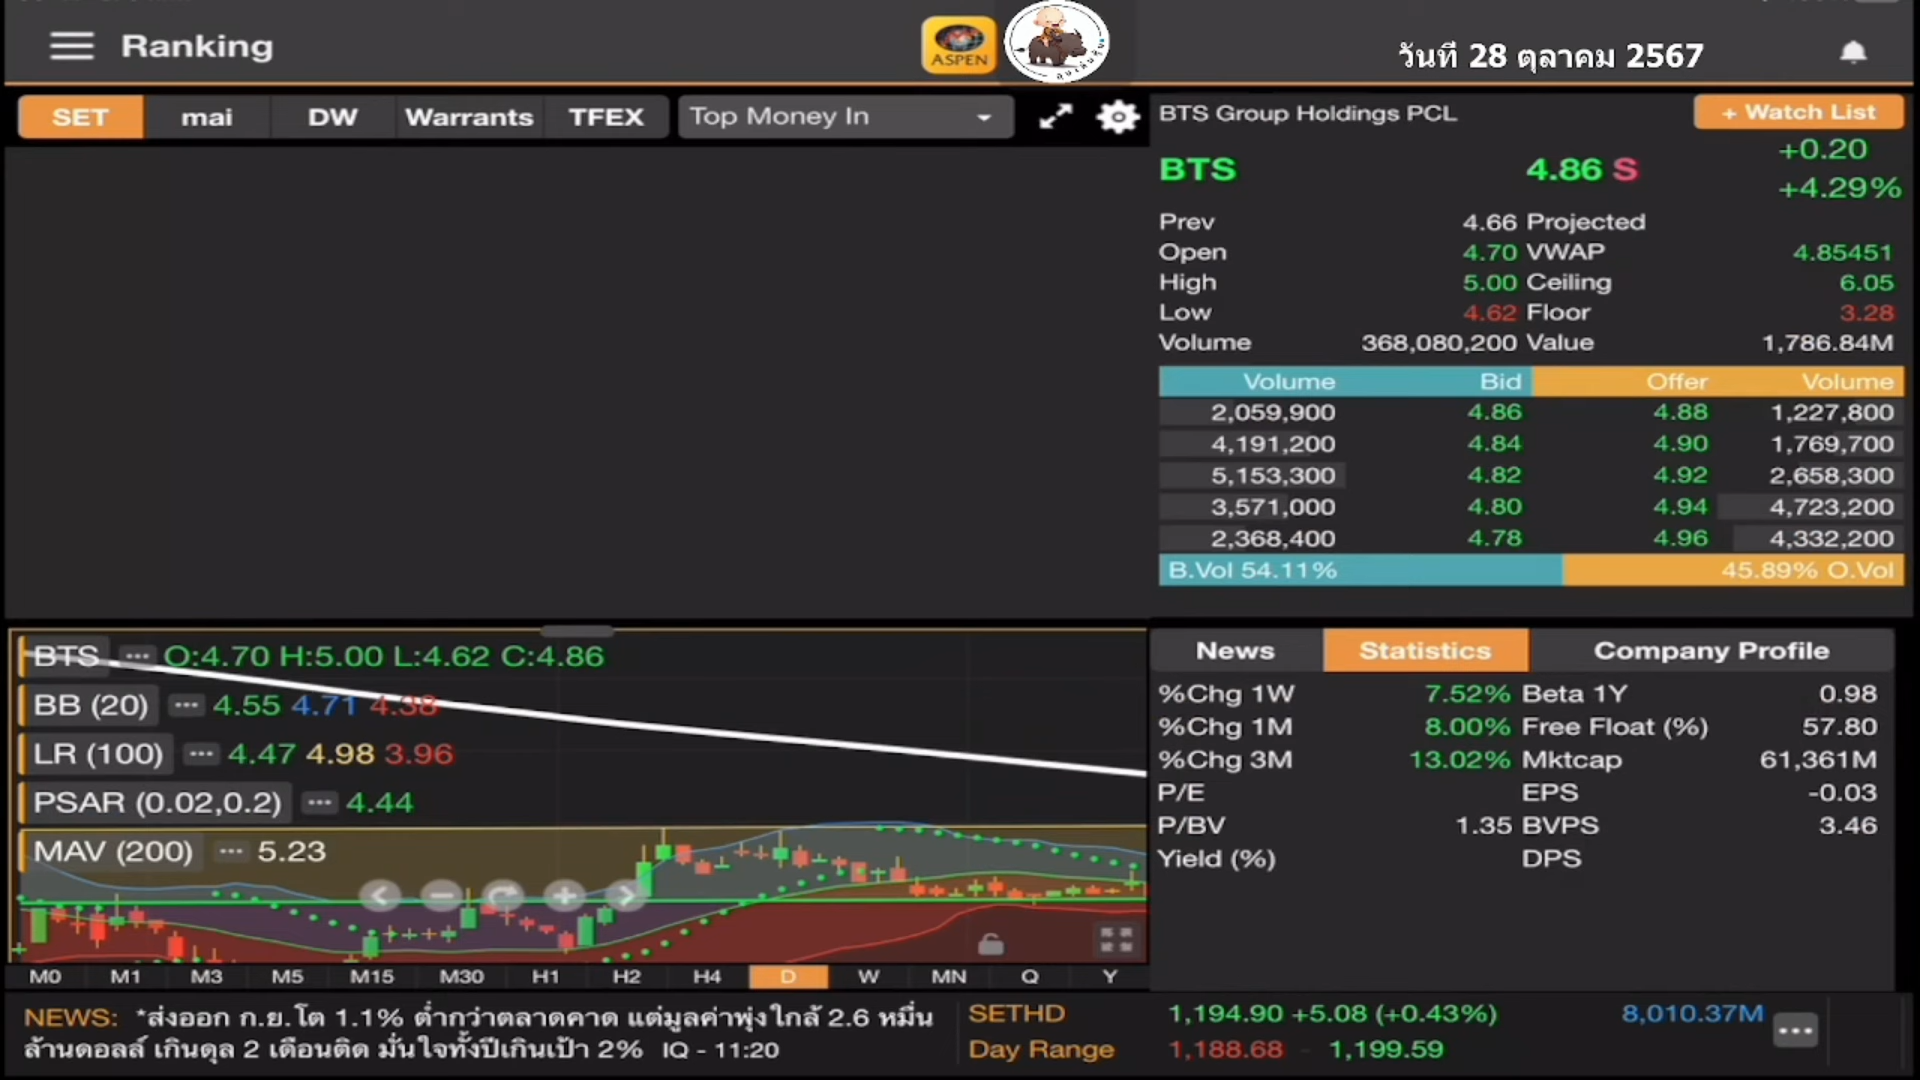 Ranking
ASPEN
วันที่ 28 ตุลาคม 2567
SET mai DW Warrants TFEX Top Money In
BTS Group Holdings PCL + Watch List
BTS 4.86 S +0.20
+4.29%
Prev 4.66 Projected
Open 4.70 VWAP 4.85451
High 5.00 Ceiling 6.05
Low 4.62 Floor 3.28
Volume 368,080,200 Value 1,786.84M
Volume Bid Offer Volume
2,059,900 4.86 4.88 1,227,800
4,191,200 4.84 4.90 1,769,700
5,153,300 4.82 4.92 2,658,300
3,571,000 4.80 4.94 4,723,200
2,368,400 4.78 4.96 4,332,200
B.Vol 54.11% 45.89% O.Vol
BTS O:4.70 H:5.00 L:4.62 C:4.86
BB (20) 4.55 4.71 4.38
LR (100) 4.47 4.98 3.96
PSAR (0.02,0.2) 4.44
MAV (200) 5.23
M0 M1 M3 M5 M15 M30 H1 H2 H4 D W MN Q Y
News Statistics Company Profile
%Chg 1W 7.52% Beta 1Y 0.98
%Chg 1M 8.00% Free Float (%) 57.80
%Chg 3M 13.02% Mktcap 61,361M
P/E EPS -0.03
P/BV 1.35 BVPS 3.46
Yield (%) DPS
NEWS: *ส่งออก ก.ย.โต 1.1% ต่ำกว่าตลาดคาด แต่มูลค่าพุ่งใกล้ 2.6 หมื่น
ล้านดอลล์ เกินดุล 2 เดือนติด มั่นใจทั้งปีเกินเป้า 2% IQ - 11:20
SETHD 1,194.90 +5.08 (+0.43%) 8,010.37M
Day Range 1,188.68 - 1,199.59